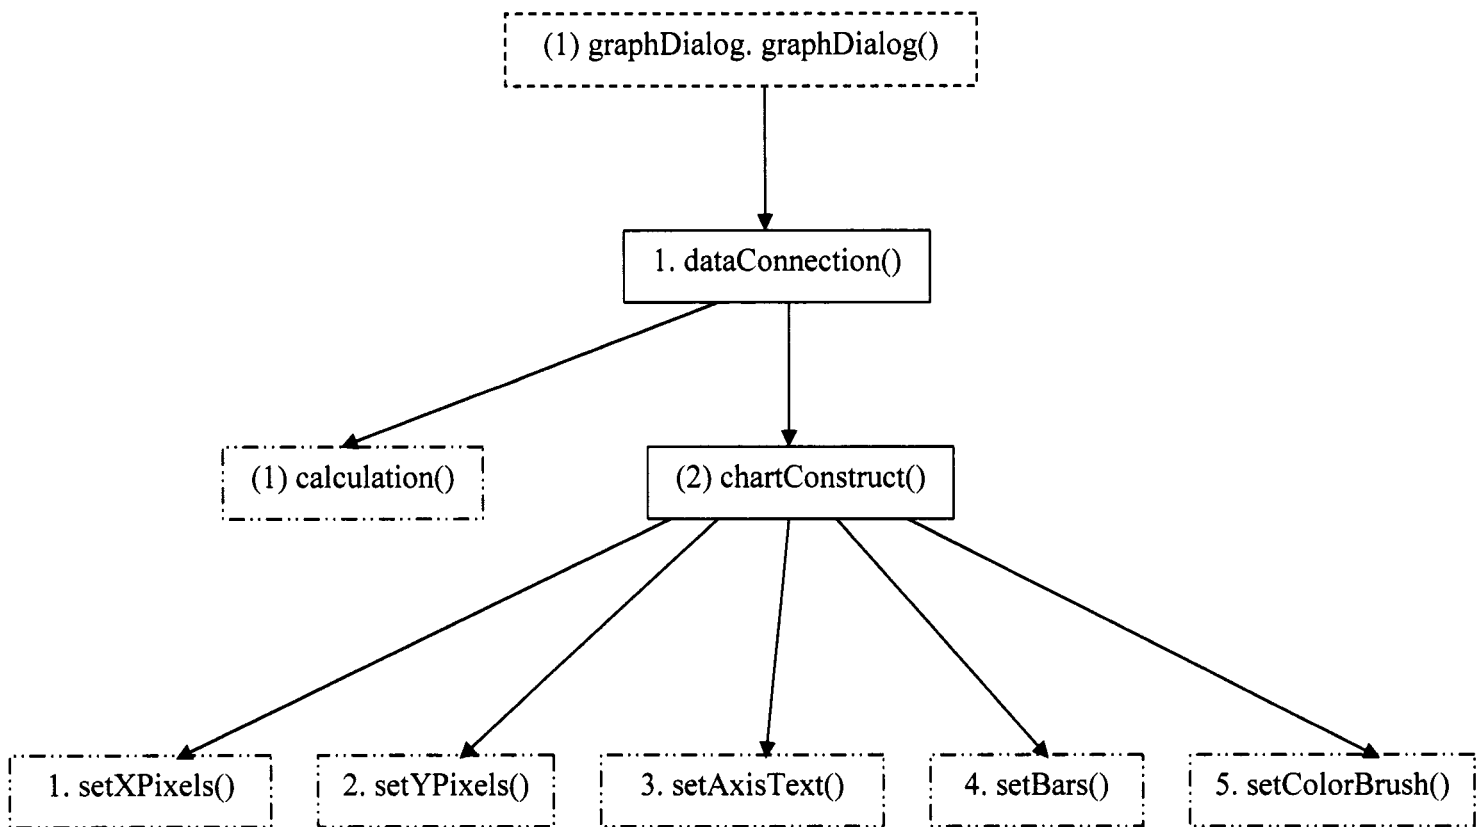 (1) graphDialog. graphDialog()
1. dataConnection()
(1) calculation()
(2) chartConstruct()
1. setXPixels()
2. setYPixels()
3. setAxisText()
4. setBars()
5. setColorBrush()